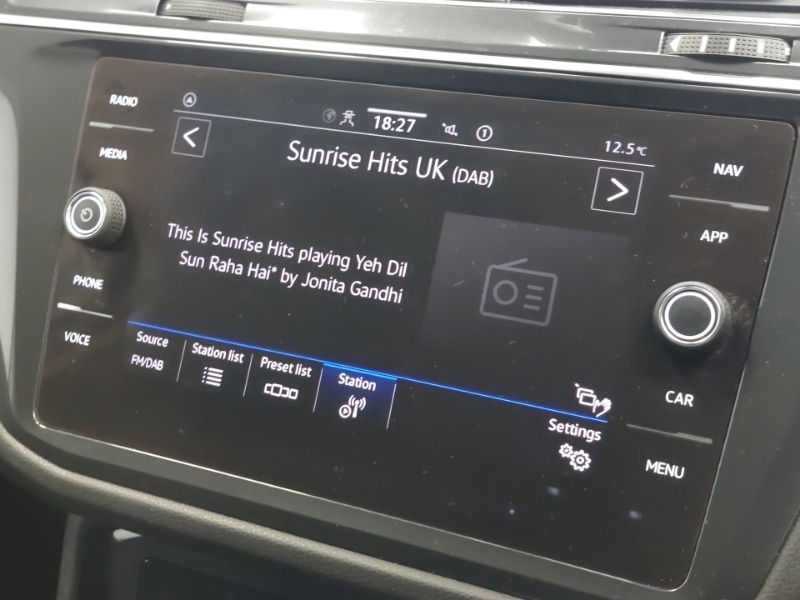 RADIO
MEDIA
PHONE
VOICE
18:27
1
12.5°C
Sunrise Hits UK (DAB)
This Is Sunrise Hits playing Yeh Dil
Sun Raha Hai* by Jonita Gandhi
Source
FM/DAB
Station list
Preset list
Station
Settings
NAV
APP
CAR
MENU